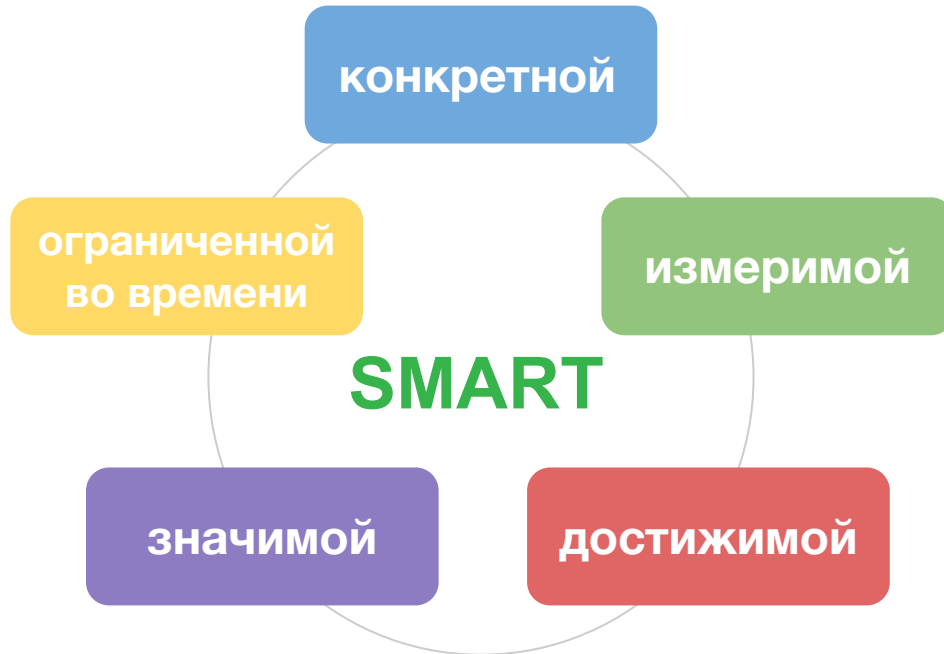 конкретной
ограниченной
во времени
измеримой
SMART
значимой
достижимой